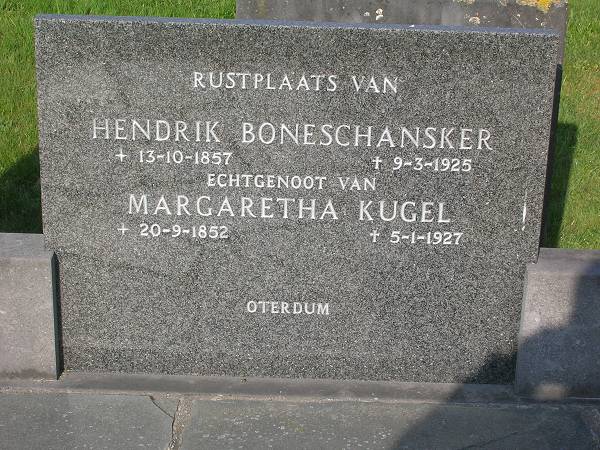 RUSTPLAATS VAN
HENDRIK BONESCHANSKER
+ 13-10-1857 † 9-3-1925
ECHTGENOOT VAN
MARGARETHA KUGEL
+ 20-9-1852 † 5-1-1927
OTERDUM